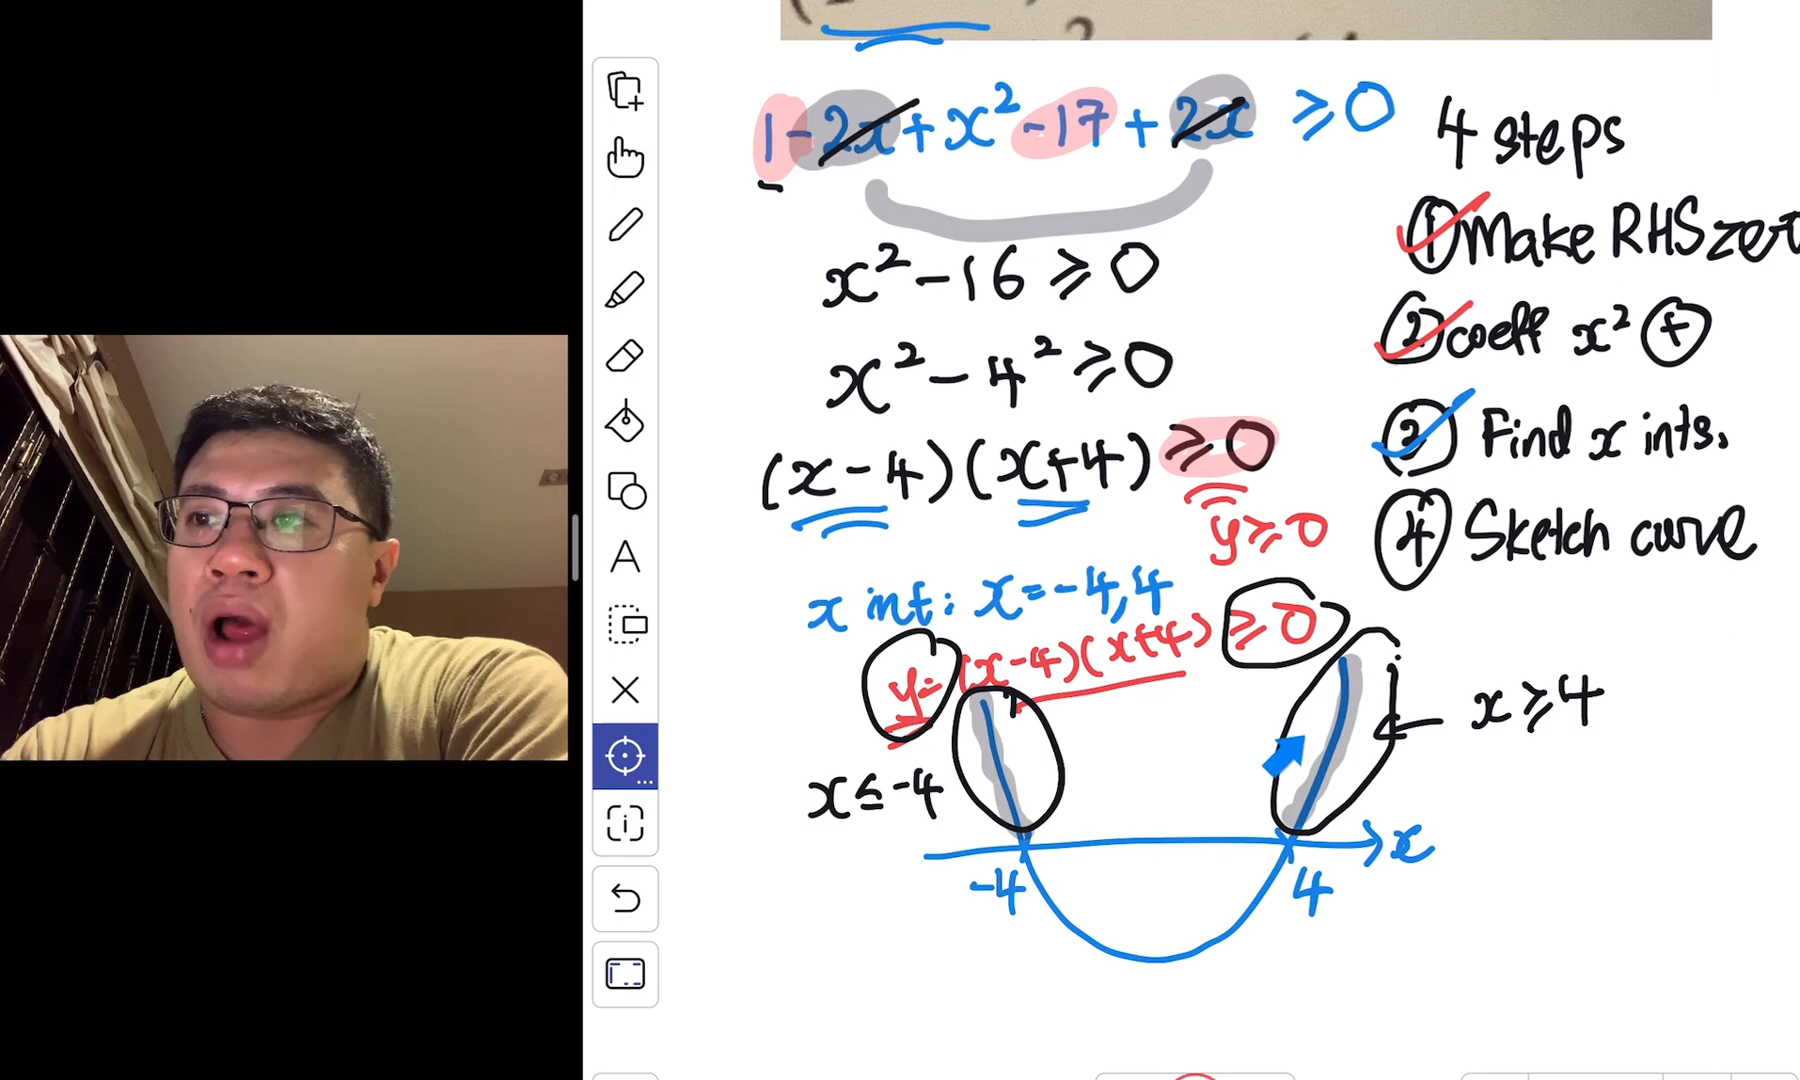 1 - 2x + x² - 17 + 2x ≥ 0
x² - 16 ≥ 0
x² - 4² ≥ 0
(x - 4)(x + 4) ≥ 0
y ≥ 0
x int: x = -4, 4
y = (x - 4)(x + 4) ≥ 0
x ≤ -4
x ≥ 4
-4
4
x
4 steps
① Make RHS zero
② coeff x² ⊕
③ Find x ints.
④ Sketch curve
A